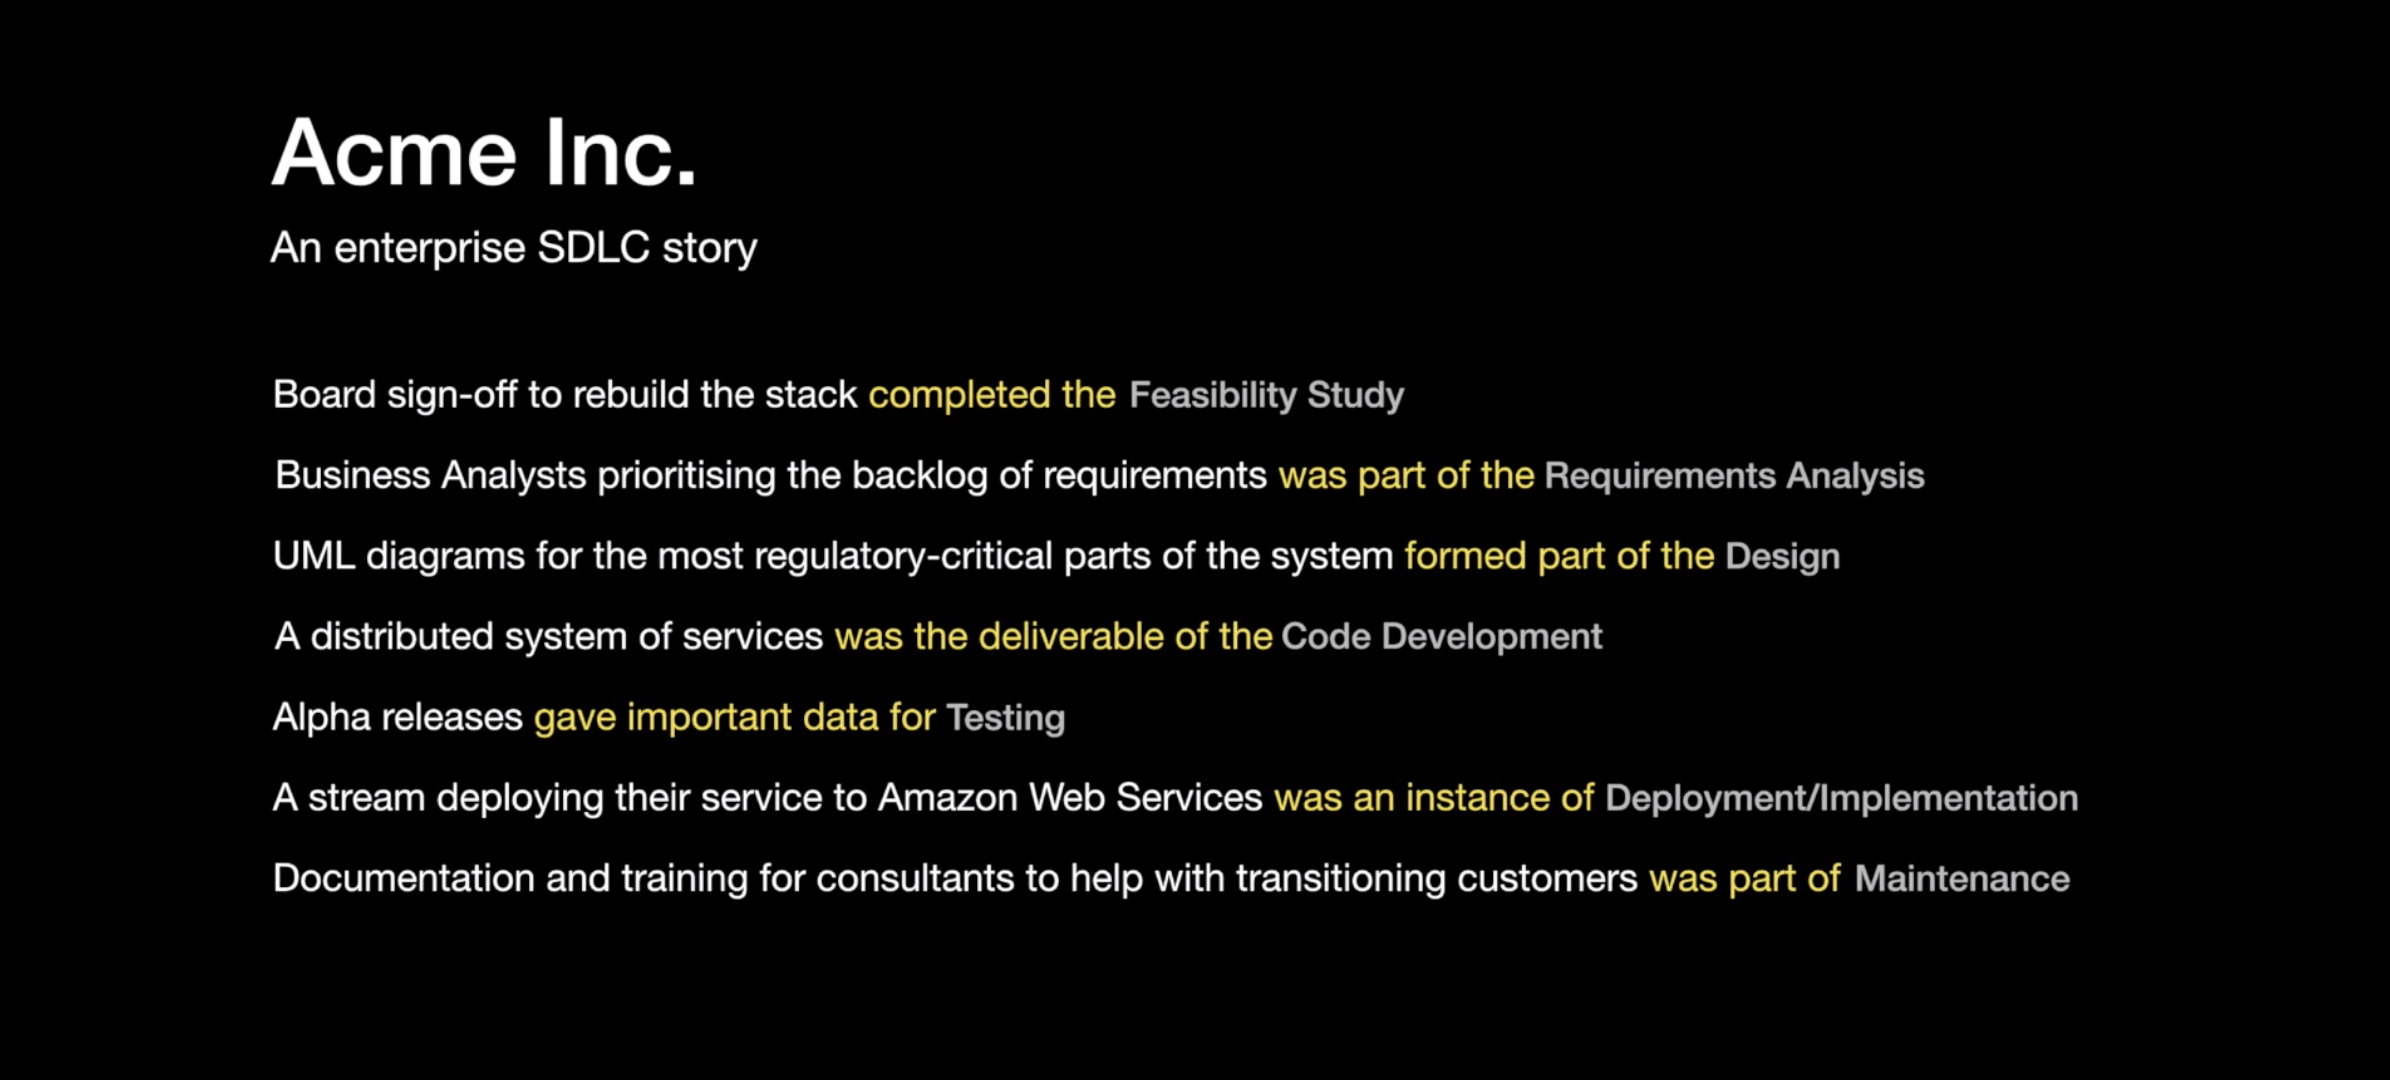 Acme Inc.
An enterprise SDLC story
Board sign-off to rebuild the stack completed the Feasibility Study
Business Analysts prioritising the backlog of requirements was part of the Requirements Analysis
UML diagrams for the most regulatory-critical parts of the system formed part of the Design
A distributed system of services was the deliverable of the Code Development
Alpha releases gave important data for Testing
A stream deploying their service to Amazon Web Services was an instance of Deployment/Implementation
Documentation and training for consultants to help with transitioning customers was part of Maintenance